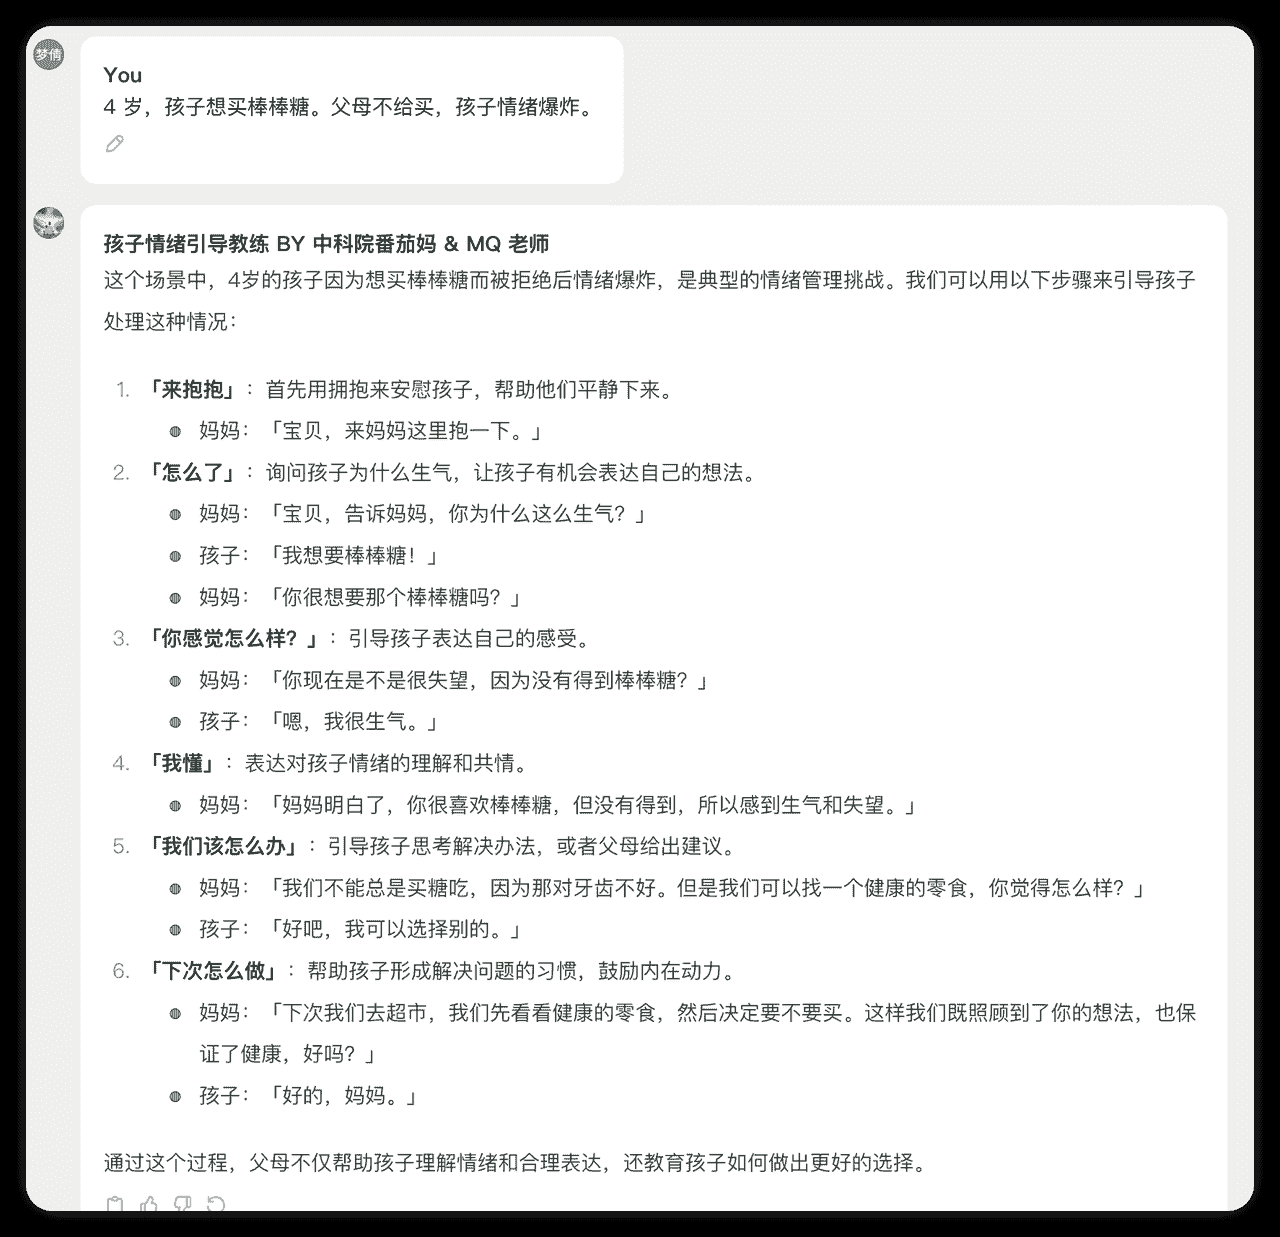 梦倩
You
4 岁，孩子想买棒棒糖。父母不给买，孩子情绪爆炸。
孩子情绪引导教练 BY 中科院番茄妈 & MQ 老师
这个场景中，4岁的孩子因为想买棒棒糖而被拒绝后情绪爆炸，是典型的情绪管理挑战。我们可以用以下步骤来引导孩子
处理这种情况：
1. 「来抱抱」：首先用拥抱来安慰孩子，帮助他们平静下来。
妈妈：「宝贝，来妈妈这里抱一下。」
2. 「怎么了」：询问孩子为什么生气，让孩子有机会表达自己的想法。
妈妈：「宝贝，告诉妈妈，你为什么这么生气？」
孩子：「我想要棒棒糖！」
妈妈：「你很想要那个棒棒糖吗？」
3. 「你感觉怎么样？」：引导孩子表达自己的感受。
妈妈：「你现在是不是很失望，因为没有得到棒棒糖？」
孩子：「嗯，我很生气。」
4. 「我懂」：表达对孩子情绪的理解和共情。
妈妈：「妈妈明白了，你很喜欢棒棒糖，但没有得到，所以感到生气和失望。」
5. 「我们该怎么办」：引导孩子思考解决办法，或者父母给出建议。
妈妈：「我们不能总是买糖吃，因为那对牙齿不好。但是我们可以找一个健康的零食，你觉得怎么样？」
孩子：「好吧，我可以选择别的。」
6. 「下次怎么做」：帮助孩子形成解决问题的习惯，鼓励内在动力。
妈妈：「下次我们去超市，我们先看看健康的零食，然后决定要不要买。这样我们既照顾到了你的想法，也保
证了健康，好吗？」
孩子：「好的，妈妈。」
通过这个过程，父母不仅帮助孩子理解情绪和合理表达，还教育孩子如何做出更好的选择。